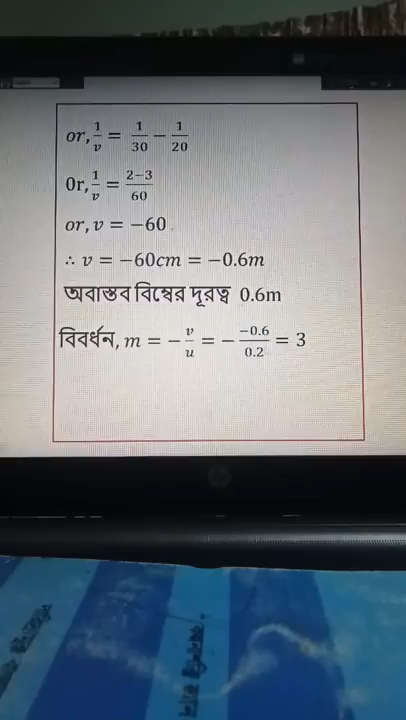 or, 1/v = 1/30 − 1/20
Or, 1/v = 2−3/60
or, v = −60
∴ v = −60cm = −0.6m
অবাস্তব বিম্বের দূরত্ব 0.6m
বিবর্ধন, m = −v/u = −−0.6/0.2 = 3